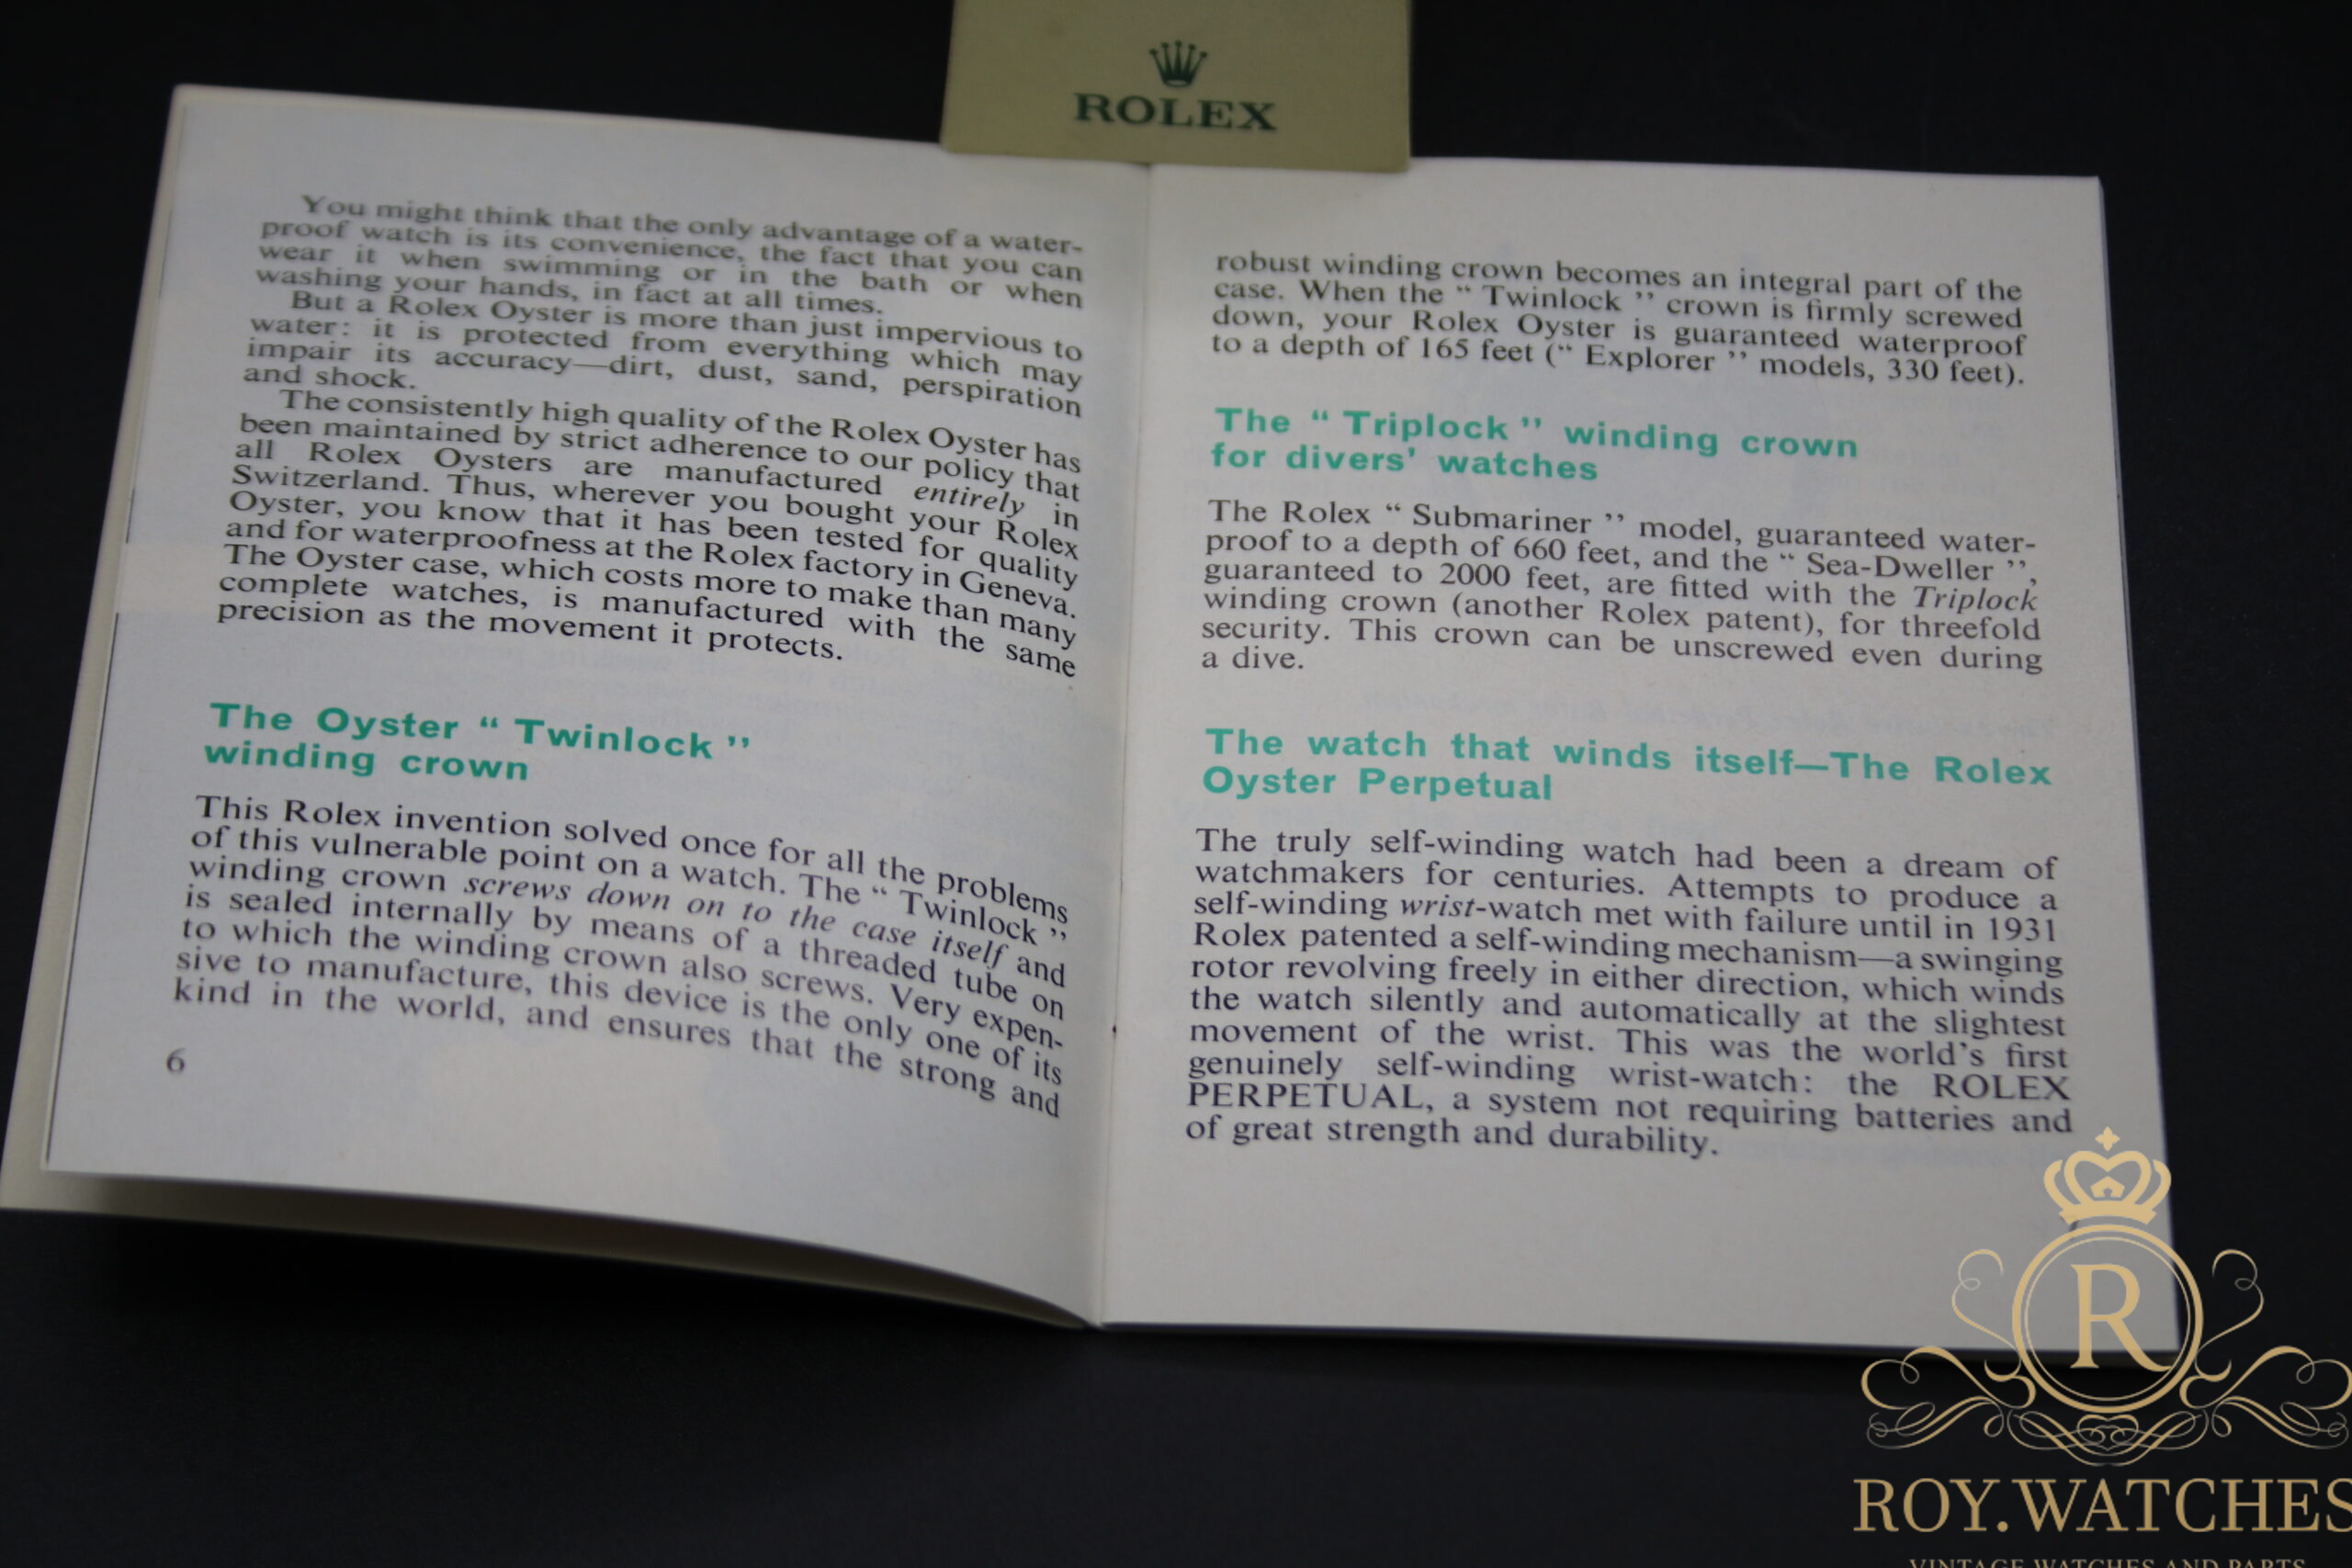 ROLEX
You might think that the only advantage of a water-
proof watch is its convenience, the fact that you can
wear it when swimming or in the bath or when
washing your hands, in fact at all times.
But a Rolex Oyster is more than just impervious to
water: it is protected from everything which may
impair its accuracy—dirt, dust, sand, perspiration
and shock.
The consistently high quality of the Rolex Oyster has
been maintained by strict adherence to our policy that
all Rolex Oysters are manufactured entirely in
Switzerland. Thus, wherever you bought your Rolex
Oyster, you know that it has been tested for quality
and for waterproofness at the Rolex factory in Geneva.
The Oyster case, which costs more to make than many
complete watches, is manufactured with the same
precision as the movement it protects.
The Oyster “ Twinlock ”
winding crown
This Rolex invention solved once for all the problems
of this vulnerable point on a watch. The “ Twinlock ”
winding crown screws down on to the case itself and
is sealed internally by means of a threaded tube on
to which the winding crown also screws. Very expen-
sive to manufacture, this device is the only one of its
kind in the world, and ensures that the strong and
6
robust winding crown becomes an integral part of the
case. When the “ Twinlock ” crown is firmly screwed
down, your Rolex Oyster is guaranteed waterproof
to a depth of 165 feet (“ Explorer ” models, 330 feet).
The “ Triplock ” winding crown
for divers' watches
The Rolex “ Submariner ” model, guaranteed water-
proof to a depth of 660 feet, and the “ Sea-Dweller ”,
guaranteed to 2000 feet, are fitted with the Triplock
winding crown (another Rolex patent), for threefold
security. This crown can be unscrewed even during
a dive.
The watch that winds itself—The Rolex
Oyster Perpetual
The truly self-winding watch had been a dream of
watchmakers for centuries. Attempts to produce a
self-winding wrist-watch met with failure until in 1931
Rolex patented a self-winding mechanism—a swinging
rotor revolving freely in either direction, which winds
the watch silently and automatically at the slightest
movement of the wrist. This was the world's first
genuinely self-winding wrist-watch: the ROLEX
PERPETUAL, a system not requiring batteries and
of great strength and durability.
R
ROY.WATCHES
VINTAGE WATCHES AND PARTS